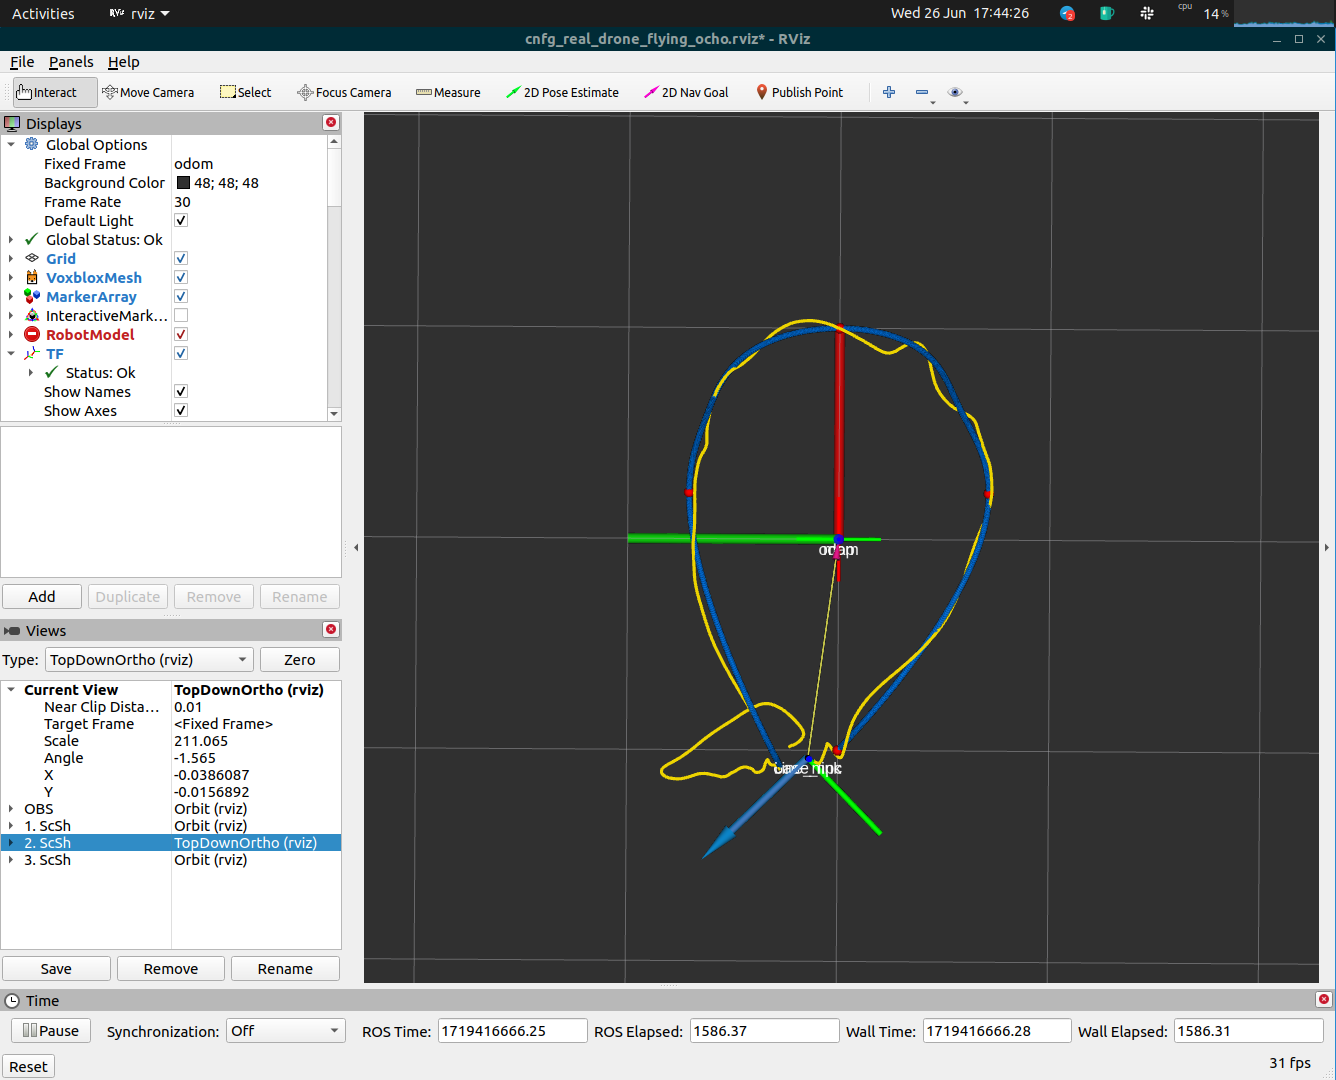 Activities
RViz rviz
Wed 26 Jun 17:44:26
2
cpu
14 %
cnfg_real_drone_flying_ocho.rviz* - RViz
File Panels Help
Interact Move Camera Select Focus Camera Measure 2D Pose Estimate 2D Nav Goal Publish Point
Displays
Global Options
Fixed Frame odom
Background Color 48; 48; 48
Frame Rate 30
Default Light
Global Status: Ok
Grid
VoxbloxMesh
MarkerArray
InteractiveMark...
RobotModel
TF
Status: Ok
Show Names
Show Axes
Add Duplicate Remove Rename
Views
Type: TopDownOrtho (rviz) Zero
Current View TopDownOrtho (rviz)
Near Clip Dista... 0.01
Target Frame <Fixed Frame>
Scale 211.065
Angle -1.565
X -0.0386087
Y -0.0156892
OBS Orbit (rviz)
1. ScSh Orbit (rviz)
2. ScSh TopDownOrtho (rviz)
3. ScSh Orbit (rviz)
Save Remove Rename
Time
Pause Synchronization: Off ROS Time: 1719416666.25 ROS Elapsed: 1586.37 Wall Time: 1719416666.28 Wall Elapsed: 1586.31
Reset
31 fps